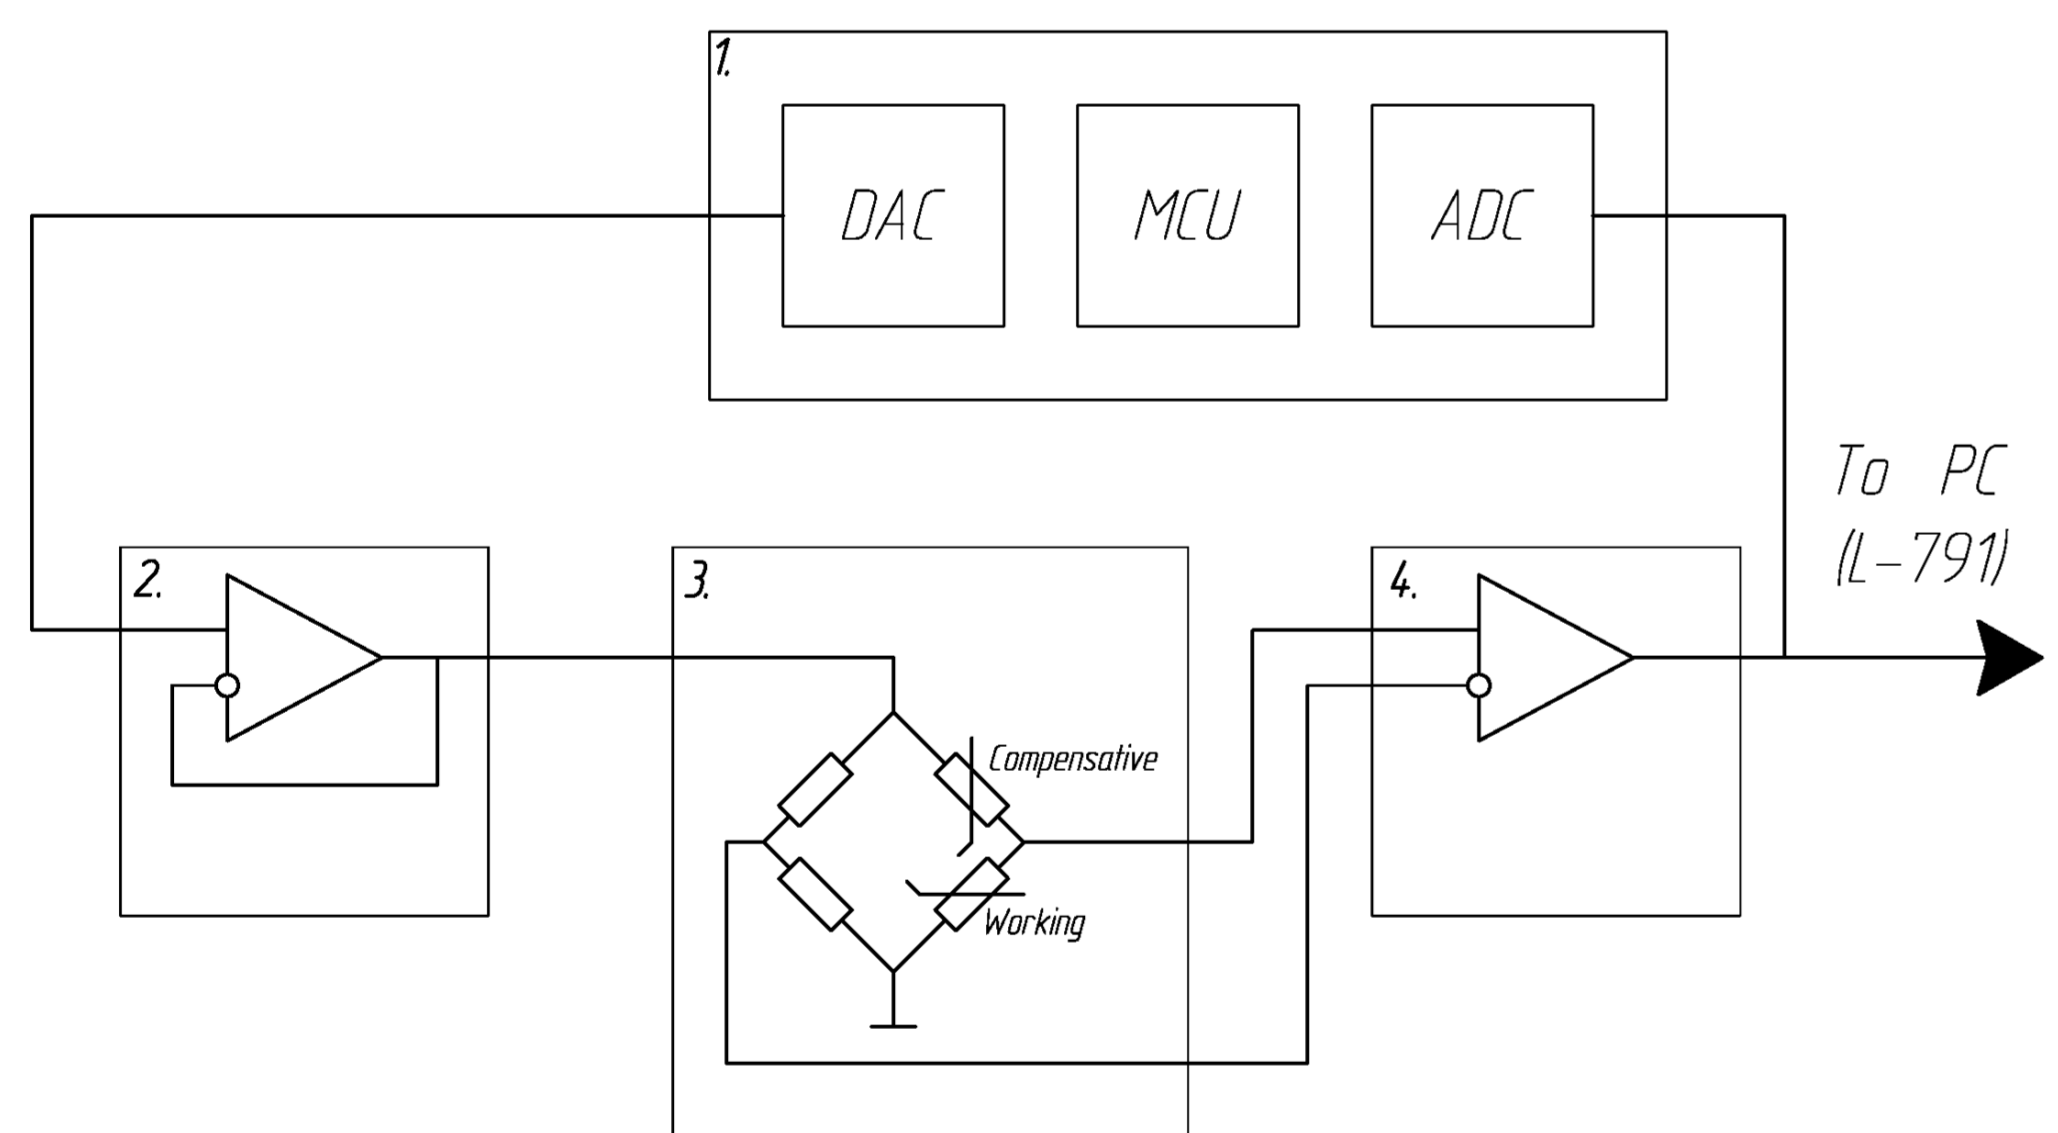 1.
DAC
MCU
ADC
To PC
(L-791)
2.
3.
4.
Compensative
Working